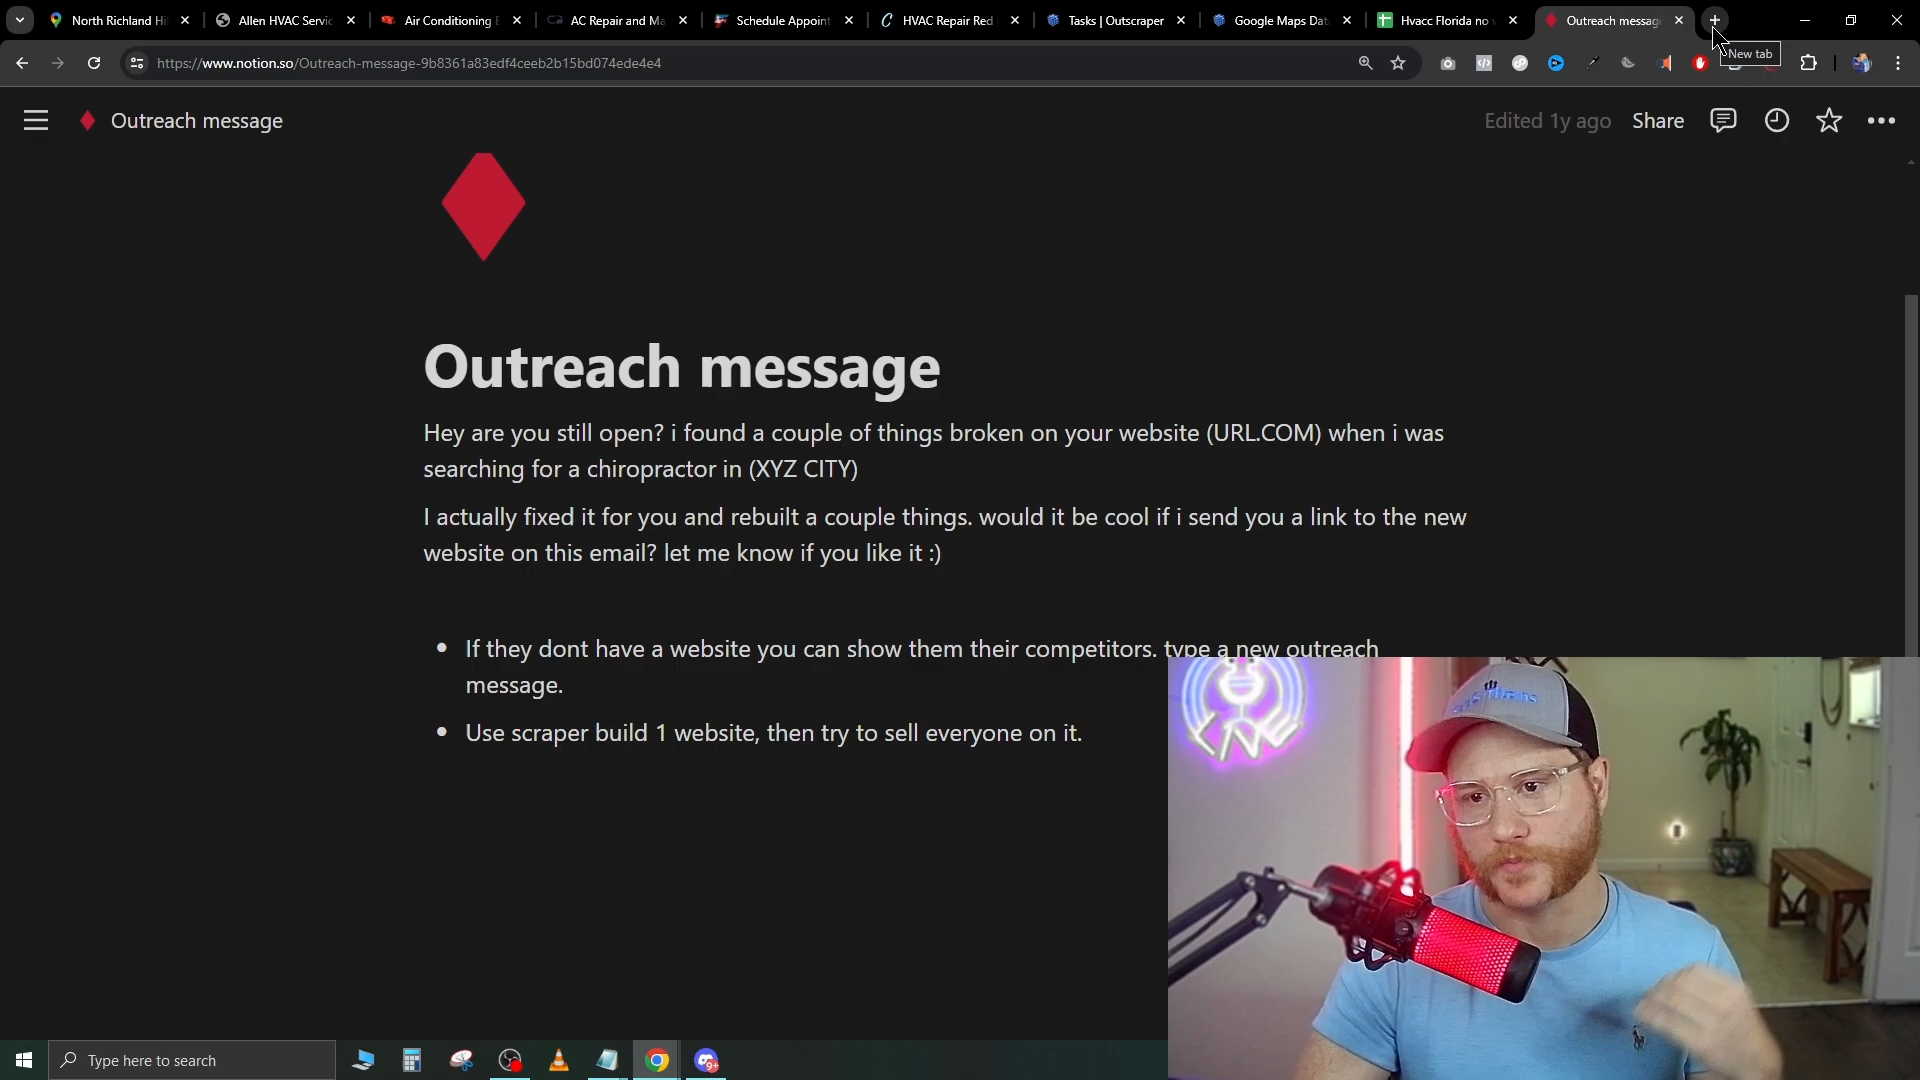 North Richland Hi
Allen HVAC Servic
Air Conditioning
AC Repair and Ma
Schedule Appoint
HVAC Repair Red
Tasks | Outscraper
Google Maps Dat
Hvacc Florida no
Outreach messag
https://www.notion.so/Outreach-message-9b8361a83edf4ceeb2b15bd074ede4e4
New tab
Outreach message
Edited 1y ago
Share
Outreach message
Hey are you still open? i found a couple of things broken on your website (URL.COM) when i was
searching for a chiropractor in (XYZ CITY)
I actually fixed it for you and rebuilt a couple things. would it be cool if i send you a link to the new
website on this email? let me know if you like it :)
• If they dont have a website you can show them their competitors. type a new outreach
message.
• Use scraper build 1 website, then try to sell everyone on it.
LIVE
Type here to search
9+